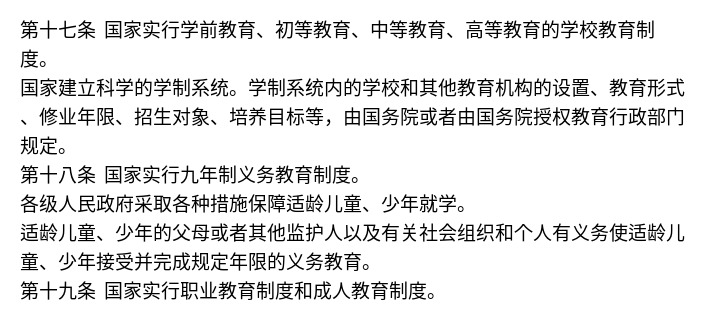 第十七条 国家实行学前教育、初等教育、中等教育、高等教育的学校教育制
度。
国家建立科学的学制系统。学制系统内的学校和其他教育机构的设置、教育形式
、修业年限、招生对象、培养目标等，由国务院或者由国务院授权教育行政部门
规定。
第十八条 国家实行九年制义务教育制度。
各级人民政府采取各种措施保障适龄儿童、少年就学。
适龄儿童、少年的父母或者其他监护人以及有关社会组织和个人有义务使适龄儿
童、少年接受并完成规定年限的义务教育。
第十九条 国家实行职业教育制度和成人教育制度。